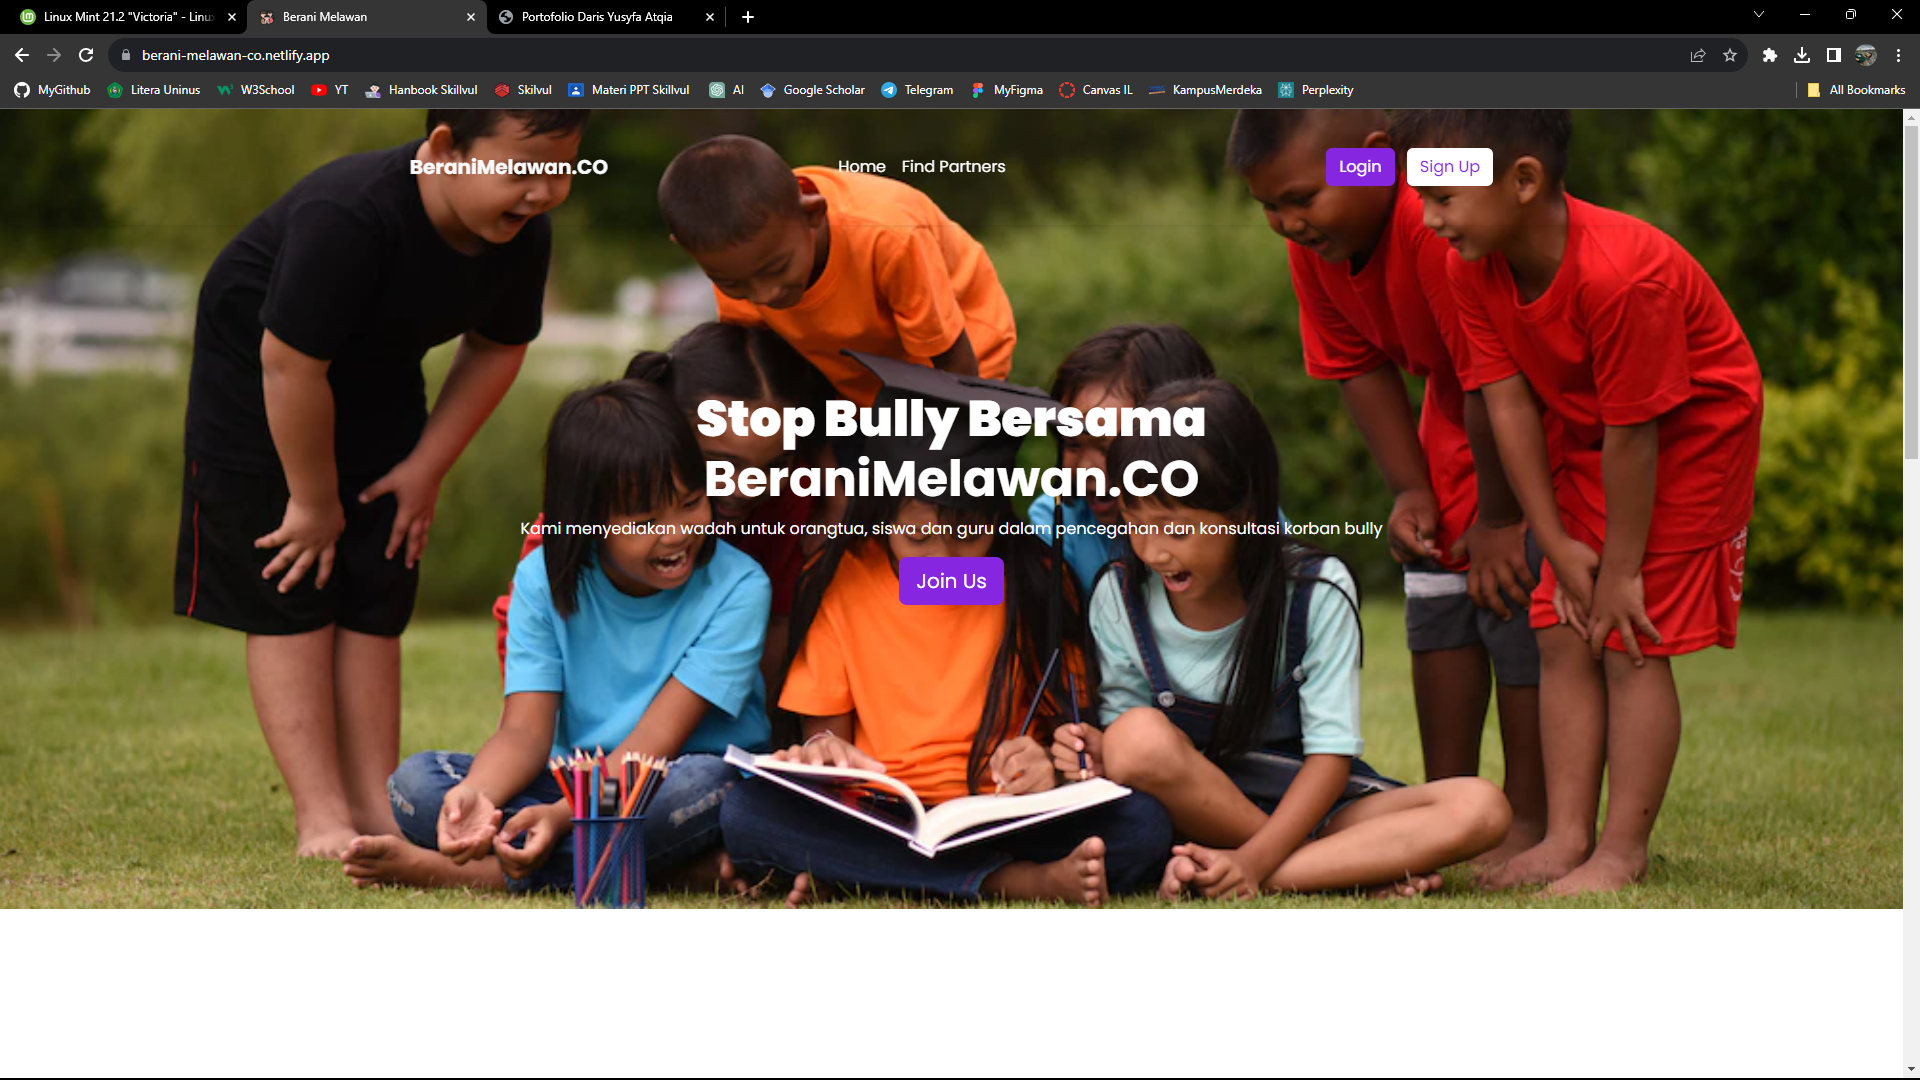 Linux Mint 21.2 "Victoria" - Linu
Berani Melawan
Portofolio Daris Yusyfa Atqia
berani-melawan-co.netlify.app
MyGithub
Litera Uninus
W3School
YT
Hanbook Skillvul
Skilvul
Materi PPT Skillvul
AI
Google Scholar
Telegram
MyFigma
Canvas IL
KampusMerdeka
Perplexity
All Bookmarks
BeraniMelawan.CO
Home
Find Partners
Login
Sign Up
Stop Bully Bersama
BeraniMelawan.CO
Kami menyediakan wadah untuk orangtua, siswa dan guru dalam pencegahan dan konsultasi korban bully
Join Us